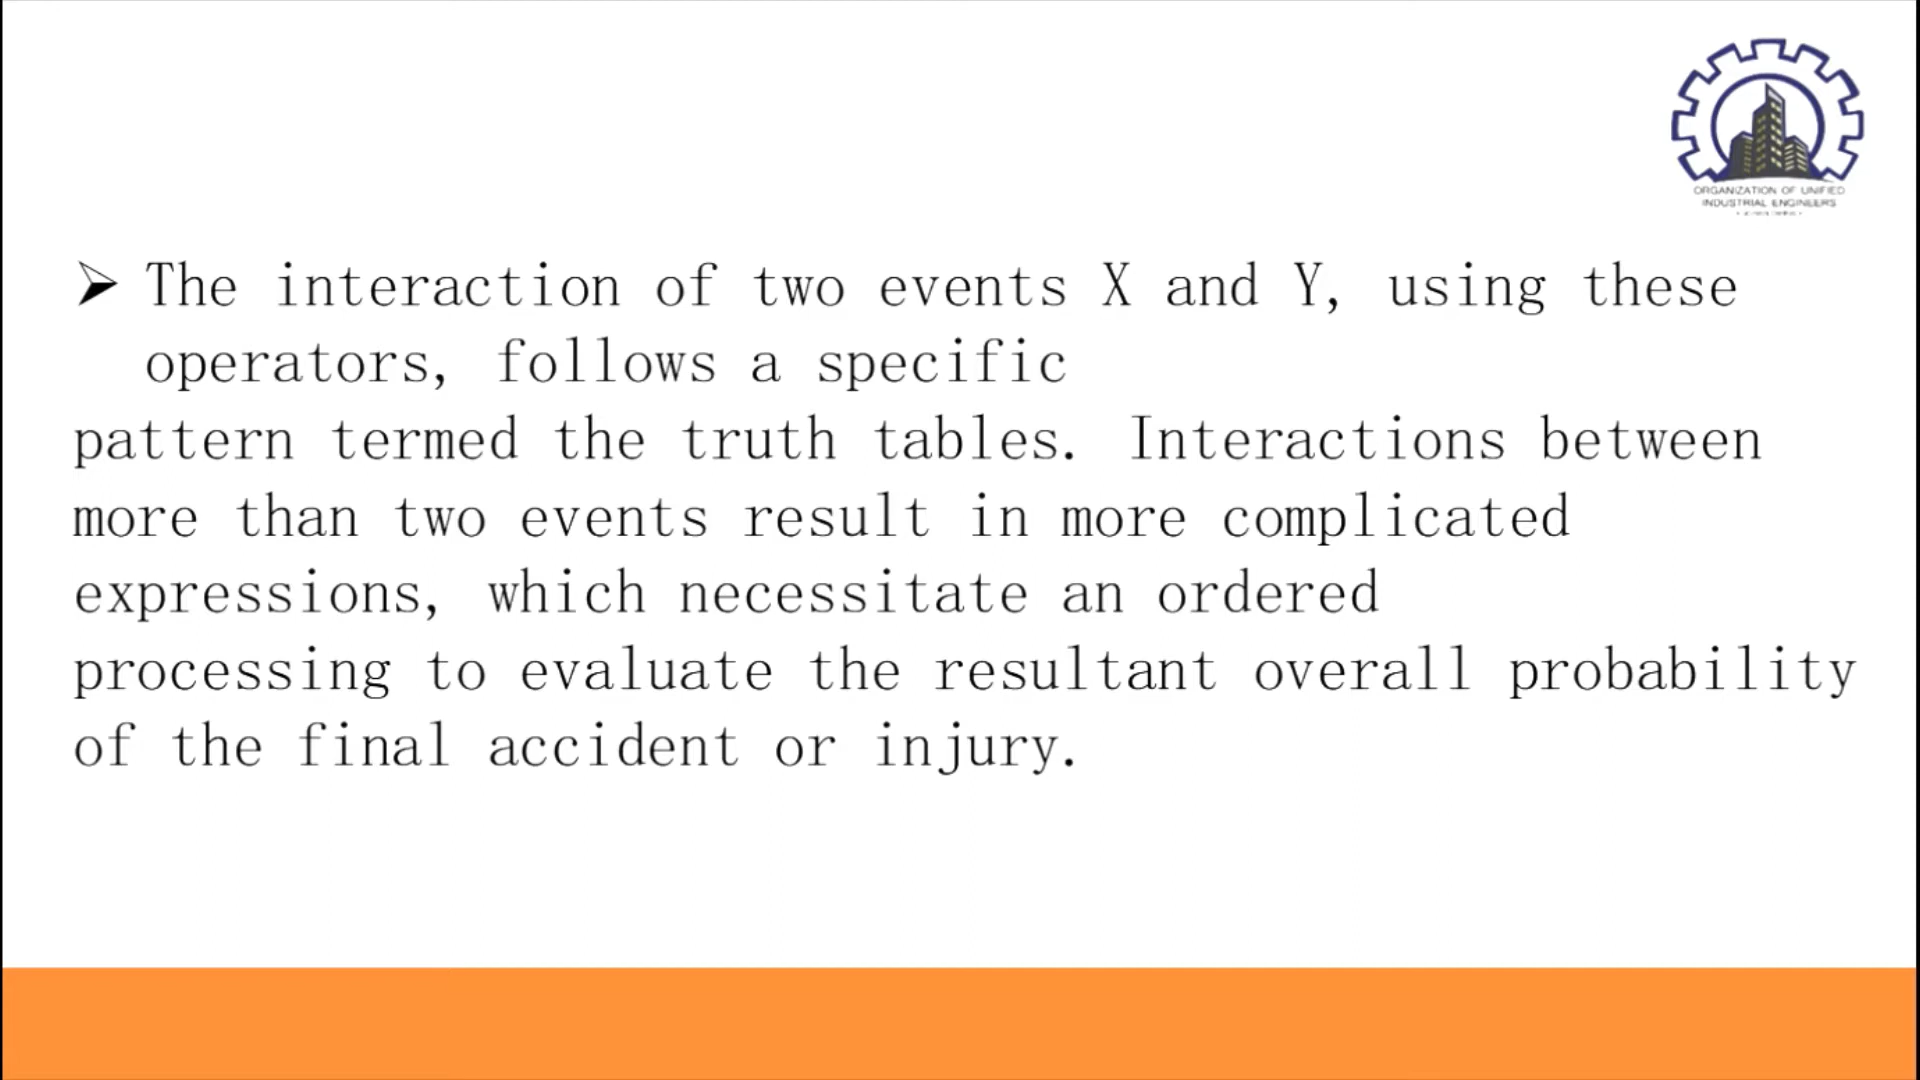 ORGANIZATION OF UNIFIED
INDUSTRIAL ENGINEERS
➢ The interaction of two events X and Y, using these
operators, follows a specific
pattern termed the truth tables. Interactions between
more than two events result in more complicated
expressions, which necessitate an ordered
processing to evaluate the resultant overall probability
of the final accident or injury.